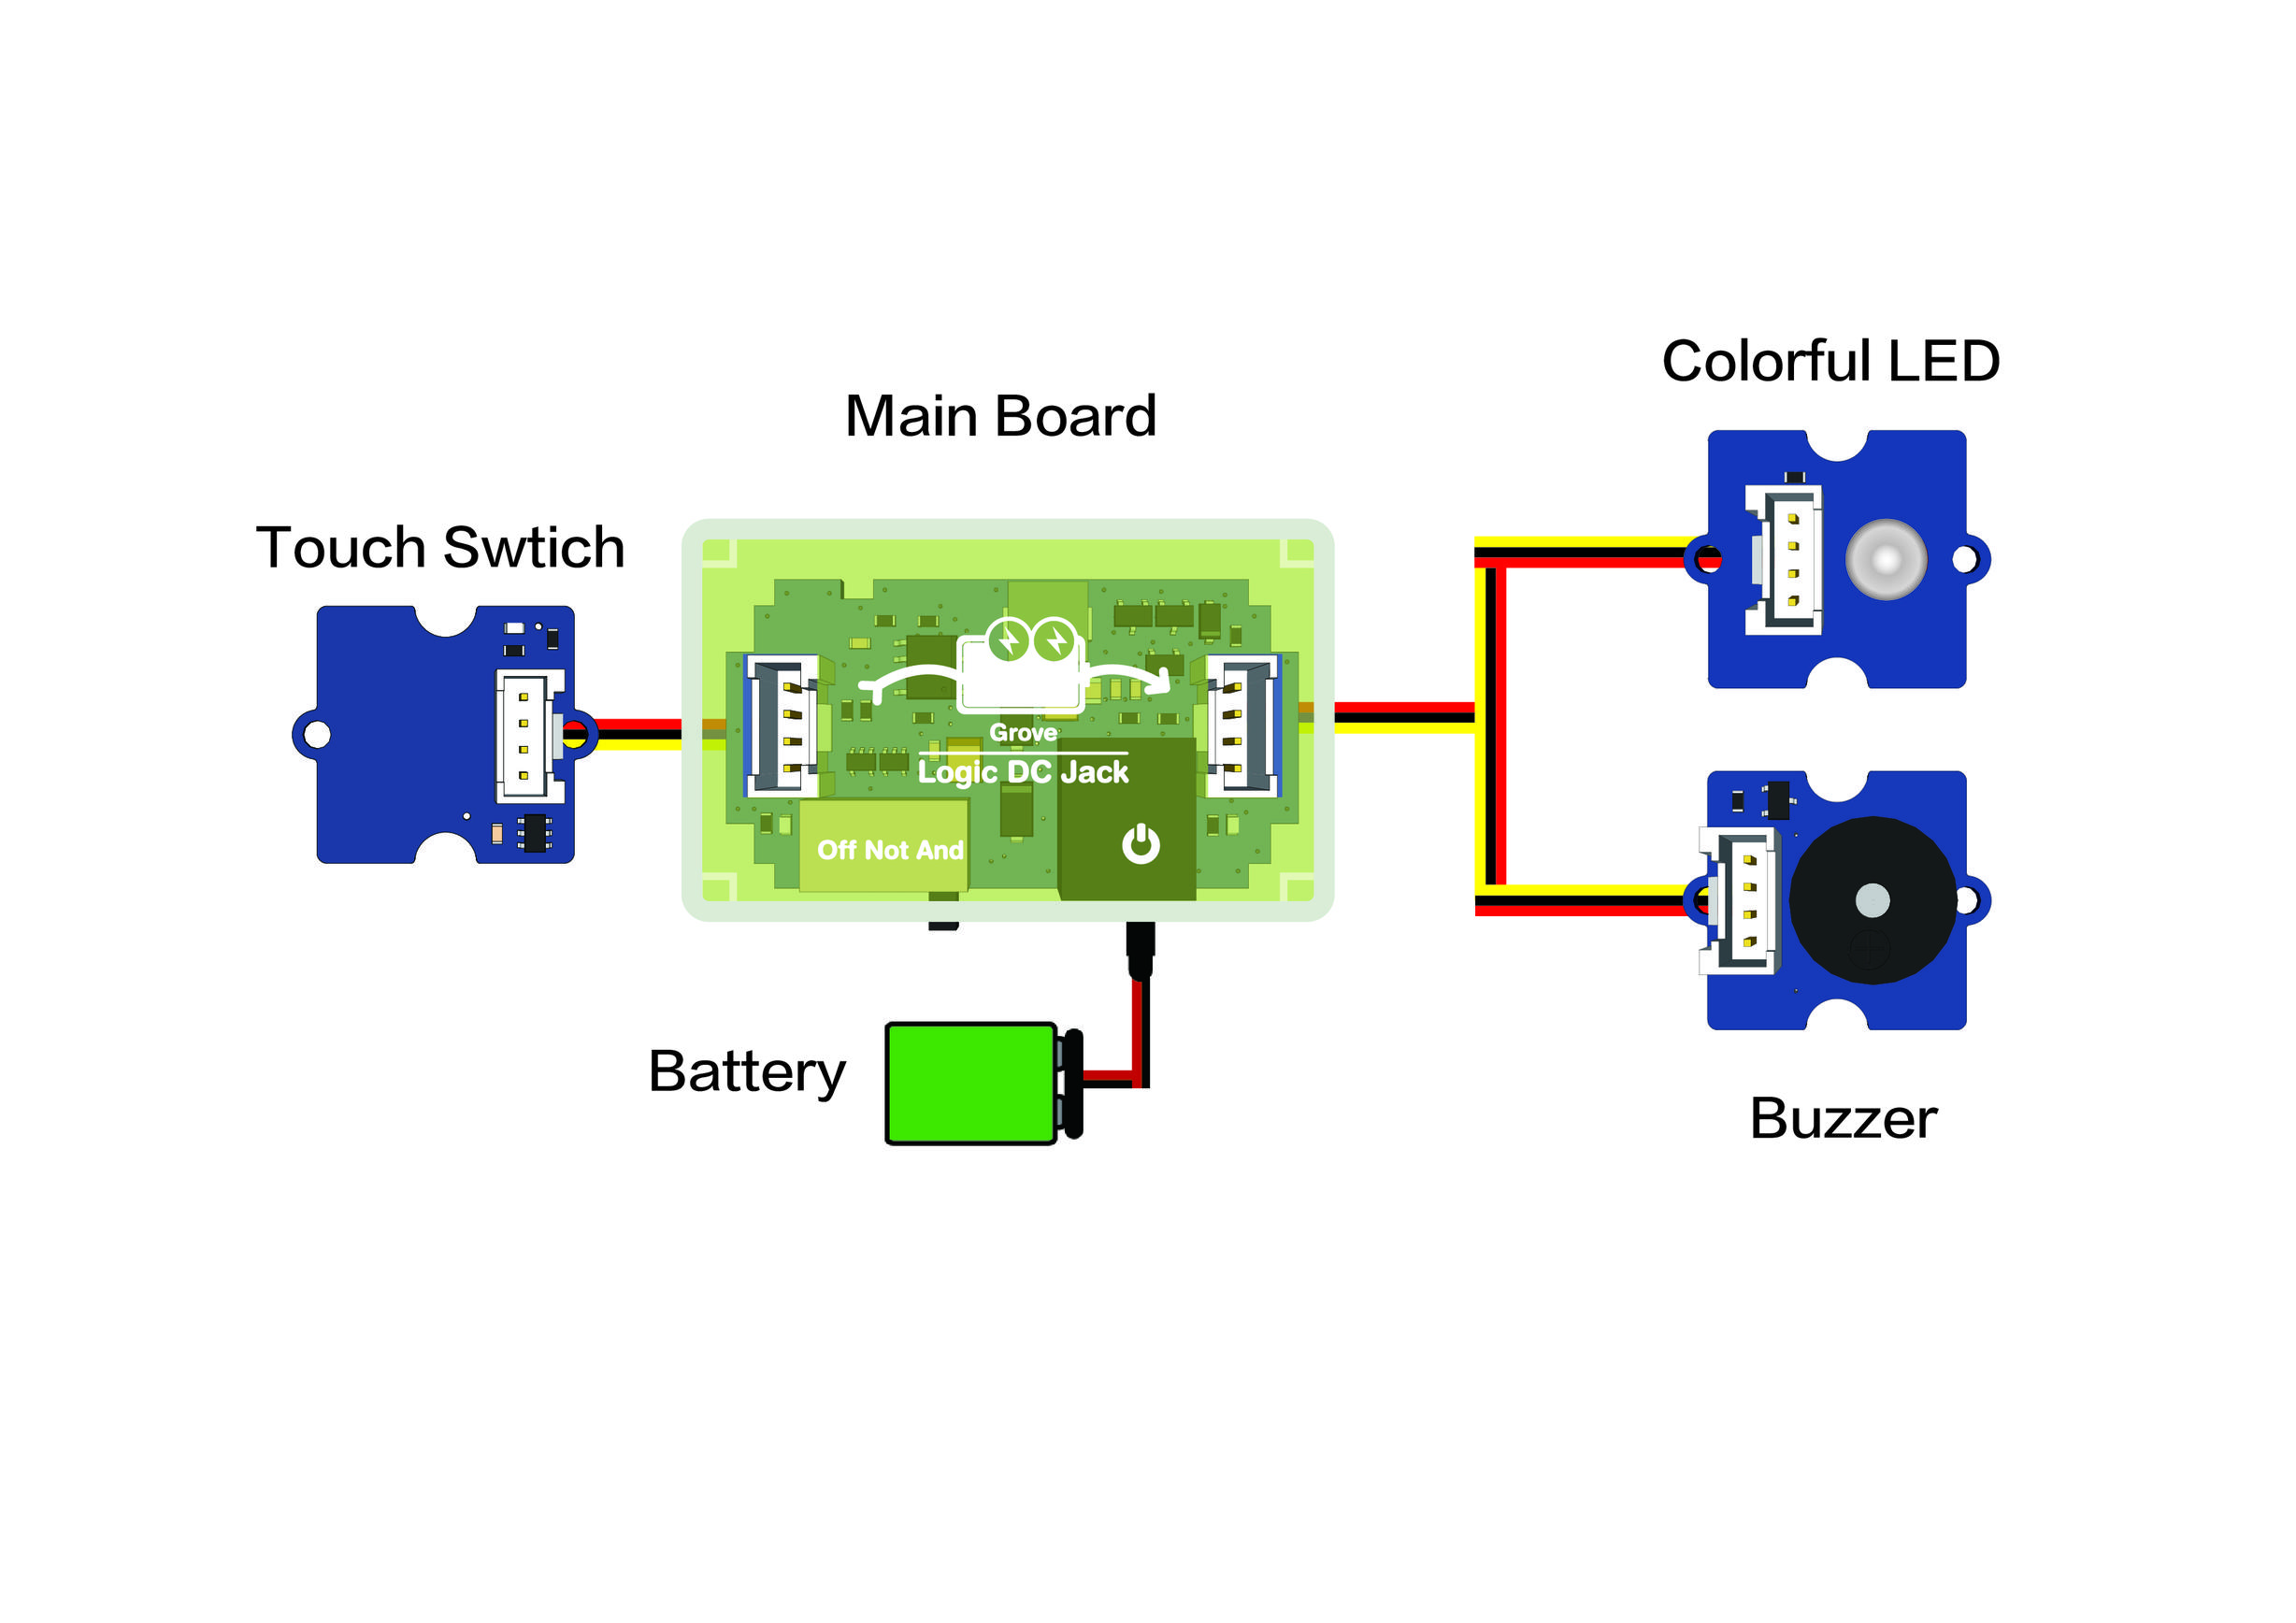 Colorful LED
Main Board
Touch Swtich
Grove
Logic DC Jack
Off Not And
Battery
Buzzer